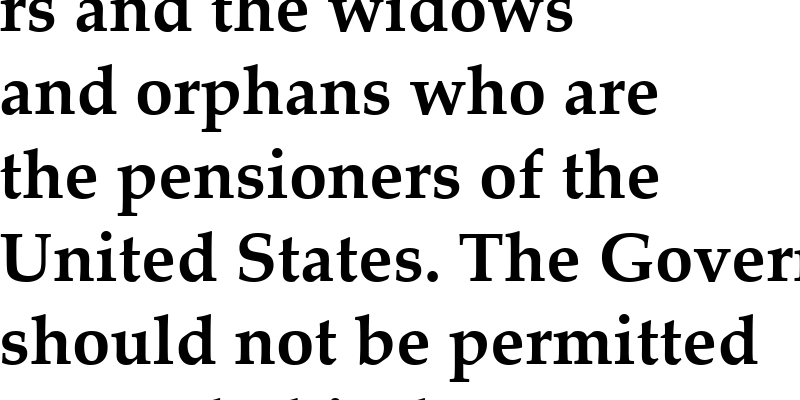 rs and the widows
and orphans who are
the pensioners of the
United States. The Govern
should not be permitted